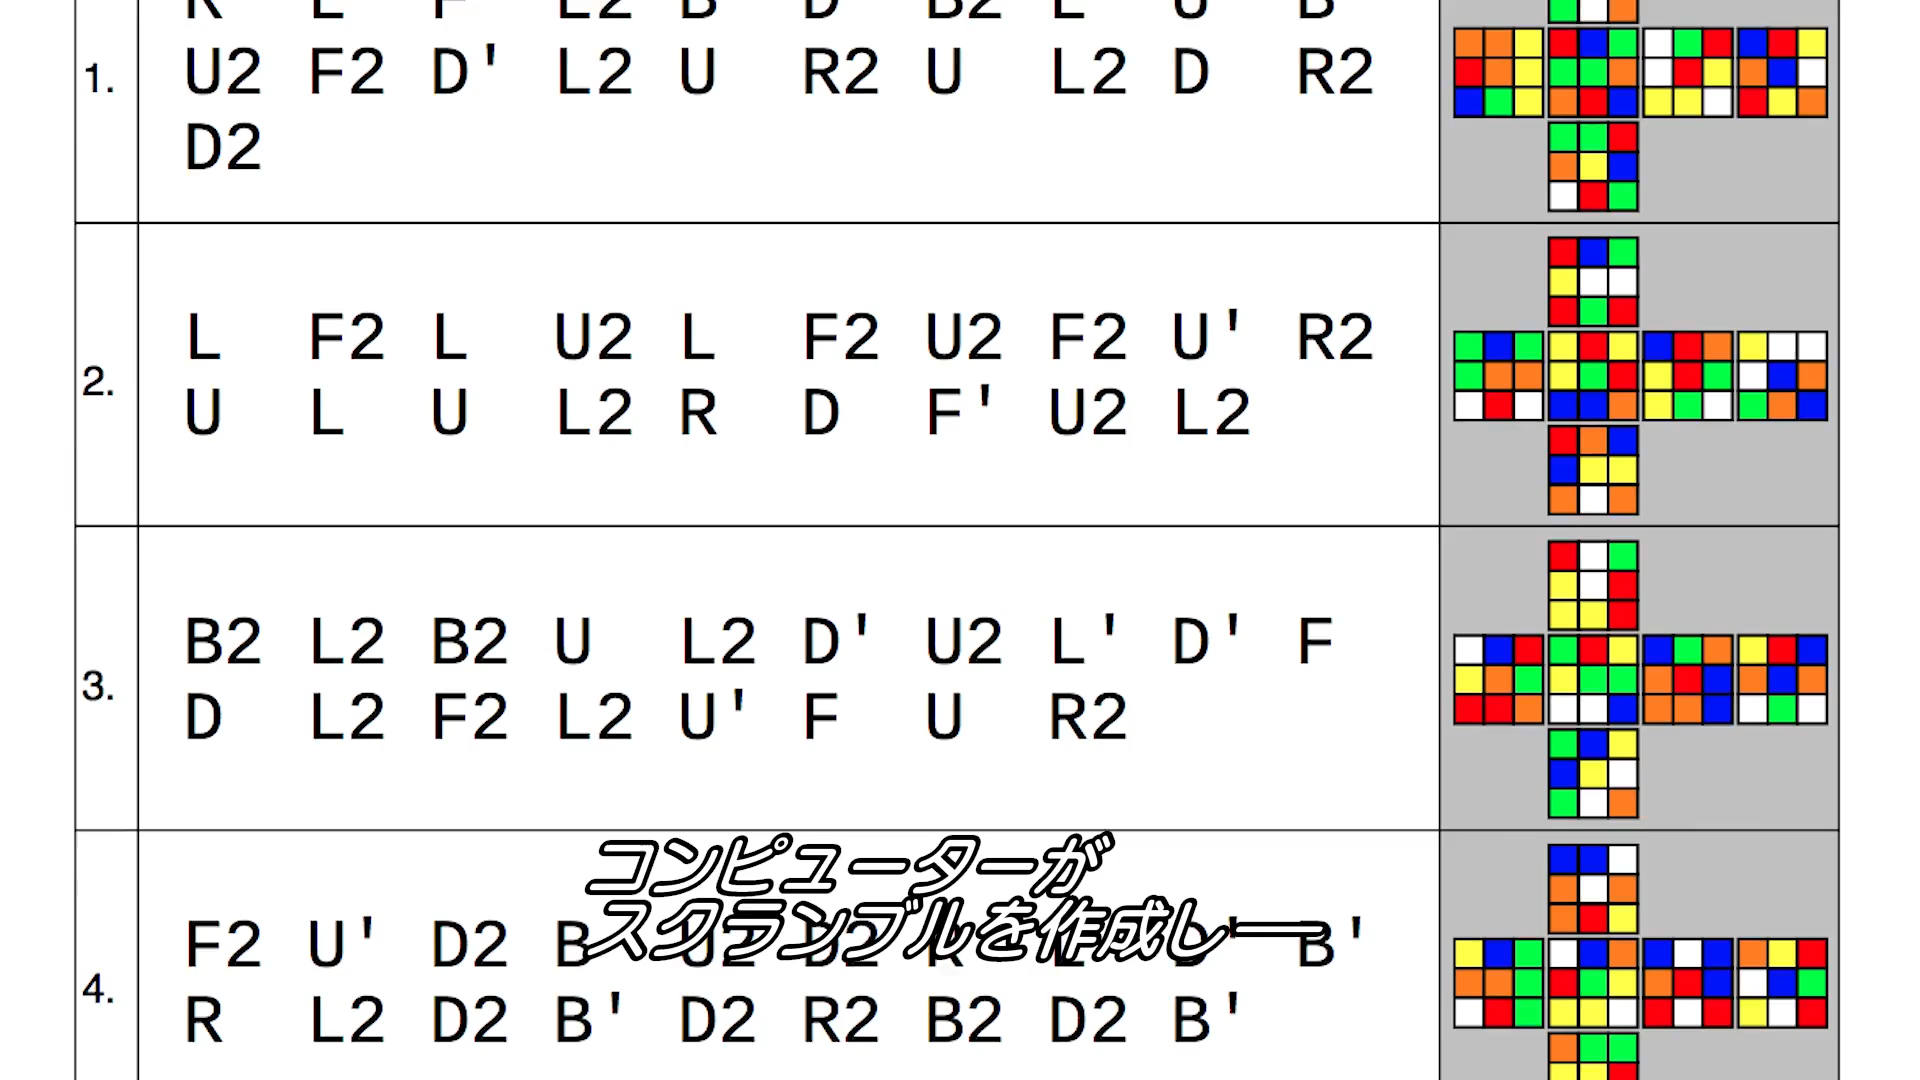 1.
U2 F2 D' L2 U R2 U L2 D R2
D2
2.
L F2 L U2 L F2 U2 F2 U' R2
U L U L2 R D F' U2 L2
3.
B2 L2 B2 U L2 D' U2 L' D' F
D L2 F2 L2 U' F U R2
コンピューターが
スクランブルを作成し―
4.
F2 U' D2 B U2 D2 R B'
R L2 D2 B' D2 R2 B2 D2 B'